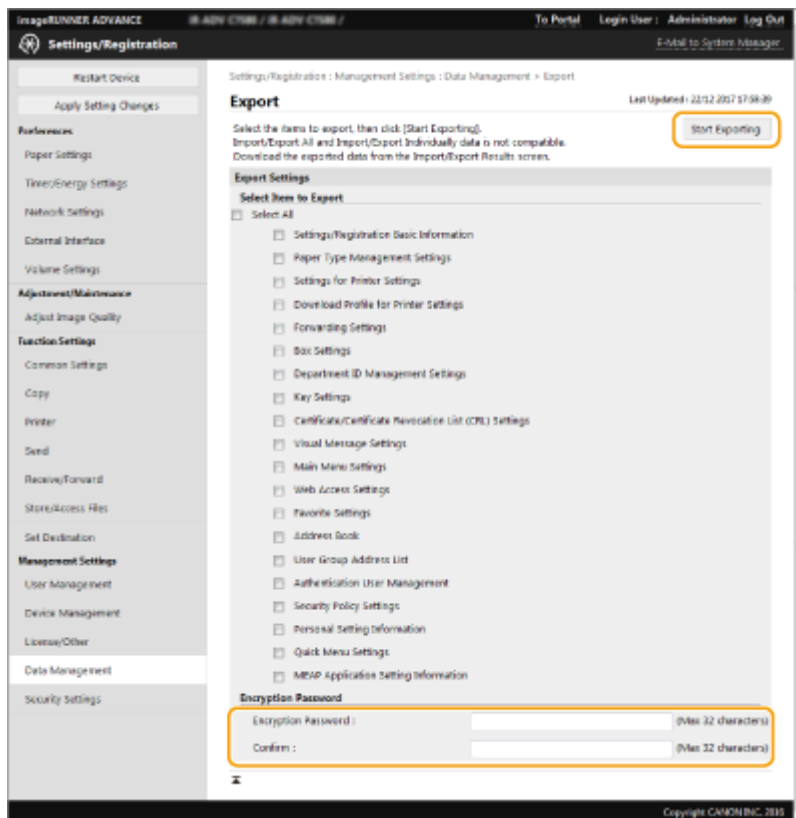 imageRUNNER ADVANCE
To Portal Login User : Administrator Log Out
Settings/Registration
E-Mail to System Manager
Restart Device
Apply Setting Changes
Preferences
Paper Settings
Timer/Energy Settings
Network Settings
External Interface
Volume Settings
Adjustment/Maintenance
Adjust Image Quality
Function Settings
Common Settings
Copy
Printer
Send
Receive/Forward
Store/Access Files
Set Destination
Management Settings
User Management
Device Management
License/Other
Data Management
Security Settings
Settings/Registration : Management Settings : Data Management > Export
Export
Last Updated : 22/12 2017 17:58:39
Select the items to export, then click [Start Exporting].
Import/Export All and Import/Export Individually data is not compatible.
Download the exported data from the Import/Export Results screen.
Start Exporting
Export Settings
Select Item to Export
Select All
Settings/Registration Basic Information
Paper Type Management Settings
Settings for Printer Settings
Download Profile for Printer Settings
Forwarding Settings
Box Settings
Department ID Management Settings
Key Settings
Certificate/Certificate Revocation List (CRL) Settings
Visual Message Settings
Main Menu Settings
Web Access Settings
Favorite Settings
Address Book
User Group Address List
Authentication User Management
Security Policy Settings
Personal Setting Information
Quick Menu Settings
MEAP Application Setting Information
Encryption Password
Encryption Password : (Max 32 characters)
Confirm : (Max 32 characters)
Copyright CANON INC. 2016